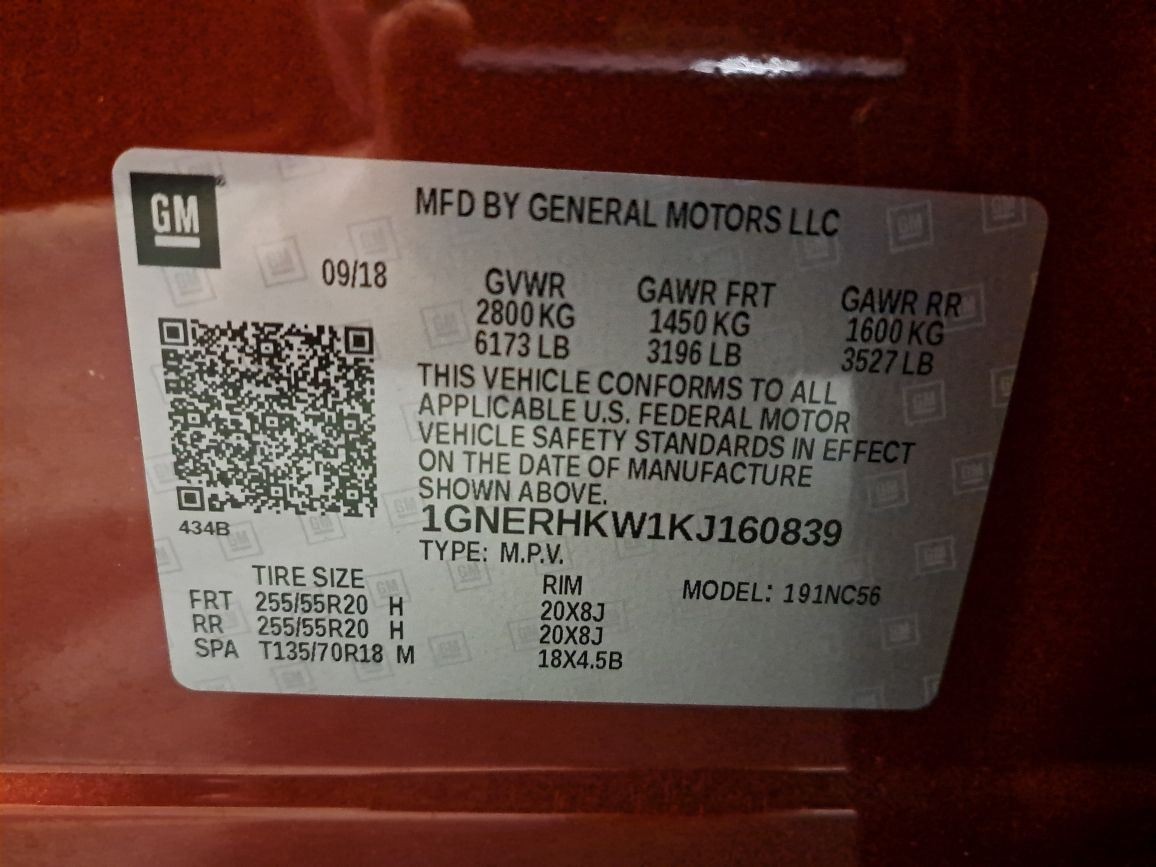 GM
MFD BY GENERAL MOTORS LLC
09/18
GVWR GAWR FRT GAWR RR
2800 KG 1450 KG 1600 KG
6173 LB 3196 LB 3527 LB
THIS VEHICLE CONFORMS TO ALL
APPLICABLE U.S. FEDERAL MOTOR
VEHICLE SAFETY STANDARDS IN EFFECT
ON THE DATE OF MANUFACTURE
SHOWN ABOVE.
434B
1GNERHKW1KJ160839
TYPE: M.P.V.
TIRE SIZE RIM MODEL: 191NC56
FRT 255/55R20 H 20X8J
RR 255/55R20 H 20X8J
SPA T135/70R18 M 18X4.5B